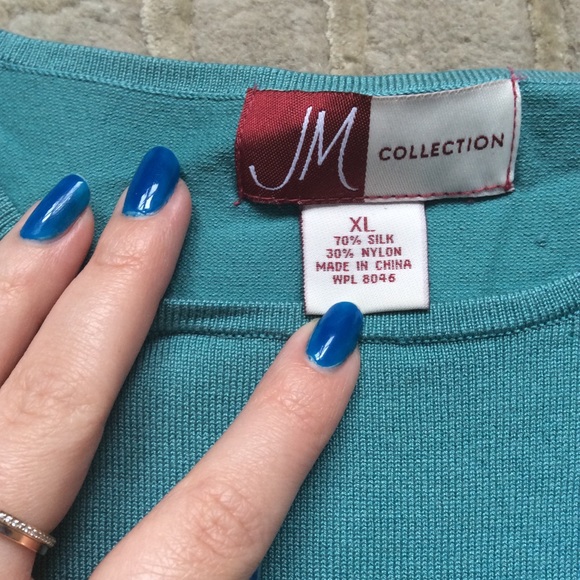 JM COLLECTION
XL
70% SILK
30% NYLON
MADE IN CHINA
WPL 8046